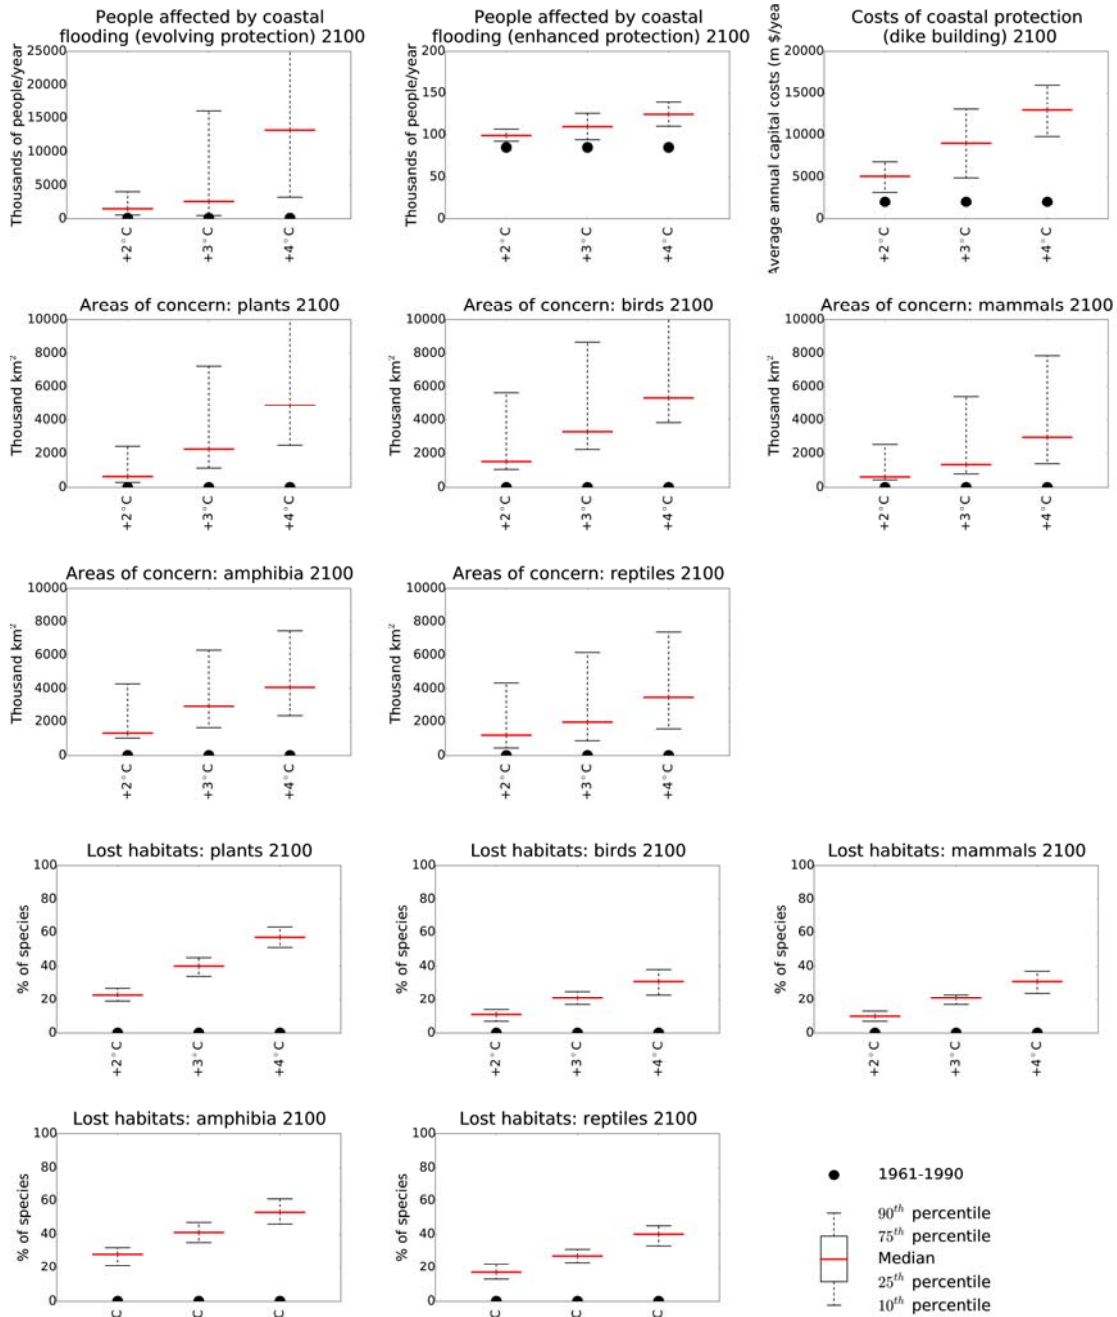 People affected by coastal
flooding (evolving protection) 2100
Thousands of people/year
25000
20000
15000
10000
5000
0
+2°C
+3°C
+4°C
People affected by coastal
flooding (enhanced protection) 2100
Thousands of people/year
200
150
100
50
0
+2°C
+3°C
+4°C
Costs of coastal protection
(dike building) 2100
Average annual capital costs (m $/yea
20000
15000
10000
5000
0
+2°C
+3°C
+4°C
Areas of concern: plants 2100
Thousand km²
10000
8000
6000
4000
2000
0
+2°C
+3°C
+4°C
Areas of concern: birds 2100
Thousand km²
10000
8000
6000
4000
2000
0
+2°C
+3°C
+4°C
Areas of concern: mammals 2100
Thousand km²
10000
8000
6000
4000
2000
0
+2°C
+3°C
+4°C
Areas of concern: amphibia 2100
Thousand km²
10000
8000
6000
4000
2000
0
+2°C
+3°C
+4°C
Areas of concern: reptiles 2100
Thousand km²
10000
8000
6000
4000
2000
0
+2°C
+3°C
+4°C
Lost habitats: plants 2100
% of species
100
80
60
40
20
0
+2°C
+3°C
+4°C
Lost habitats: birds 2100
% of species
100
80
60
40
20
0
+2°C
+3°C
+4°C
Lost habitats: mammals 2100
% of species
100
80
60
40
20
0
+2°C
+3°C
+4°C
Lost habitats: amphibia 2100
% of species
100
80
60
40
20
0
C
C
C
Lost habitats: reptiles 2100
% of species
100
80
60
40
20
0
C
C
C
1961-1990
90th percentile
75th percentile
Median
25th percentile
10th percentile